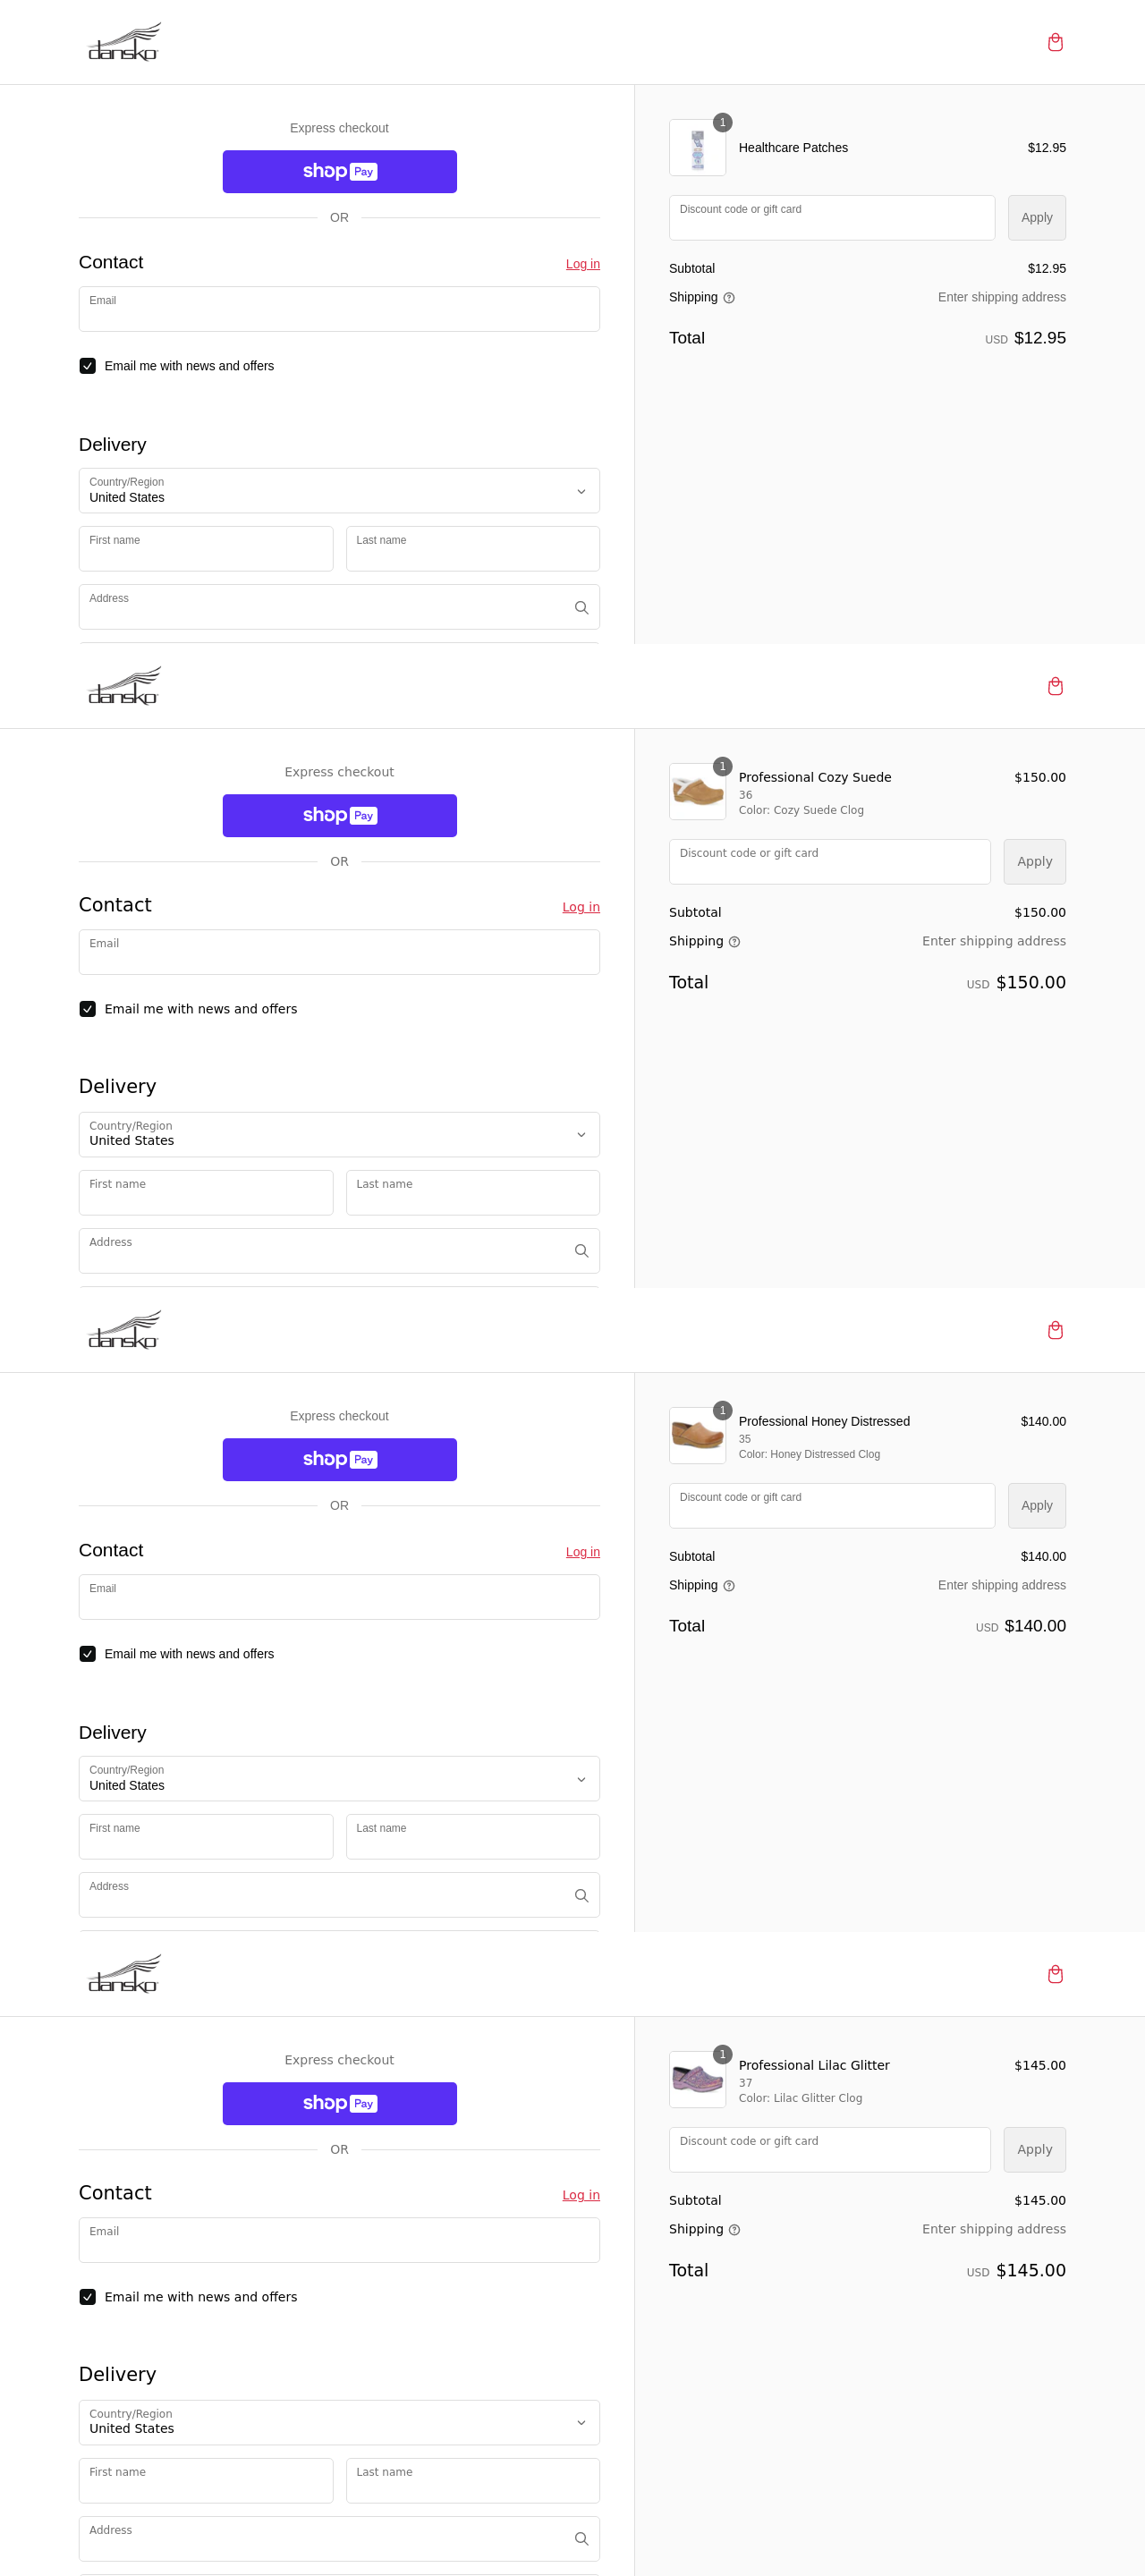 dansko
Express checkout
shop Pay
OR
Contact
Log in
Email
Email me with news and offers
Delivery
Country/Region
United States
First name
Last name
Address
1
Healthcare Patches
$12.95
Discount code or gift card
Apply
Subtotal
$12.95
Shipping
Enter shipping address
Total
USD $12.95
dansko
Express checkout
shop Pay
OR
Contact
Log in
Email
Email me with news and offers
Delivery
Country/Region
United States
First name
Last name
Address
1
Professional Cozy Suede
$150.00
36
Color: Cozy Suede Clog
Discount code or gift card
Apply
Subtotal
$150.00
Shipping
Enter shipping address
Total
USD $150.00
dansko
Express checkout
shop Pay
OR
Contact
Log in
Email
Email me with news and offers
Delivery
Country/Region
United States
First name
Last name
Address
1
Professional Honey Distressed
$140.00
35
Color: Honey Distressed Clog
Discount code or gift card
Apply
Subtotal
$140.00
Shipping
Enter shipping address
Total
USD $140.00
dansko
Express checkout
shop Pay
OR
Contact
Log in
Email
Email me with news and offers
Delivery
Country/Region
United States
First name
Last name
Address
1
Professional Lilac Glitter
$145.00
37
Color: Lilac Glitter Clog
Discount code or gift card
Apply
Subtotal
$145.00
Shipping
Enter shipping address
Total
USD $145.00